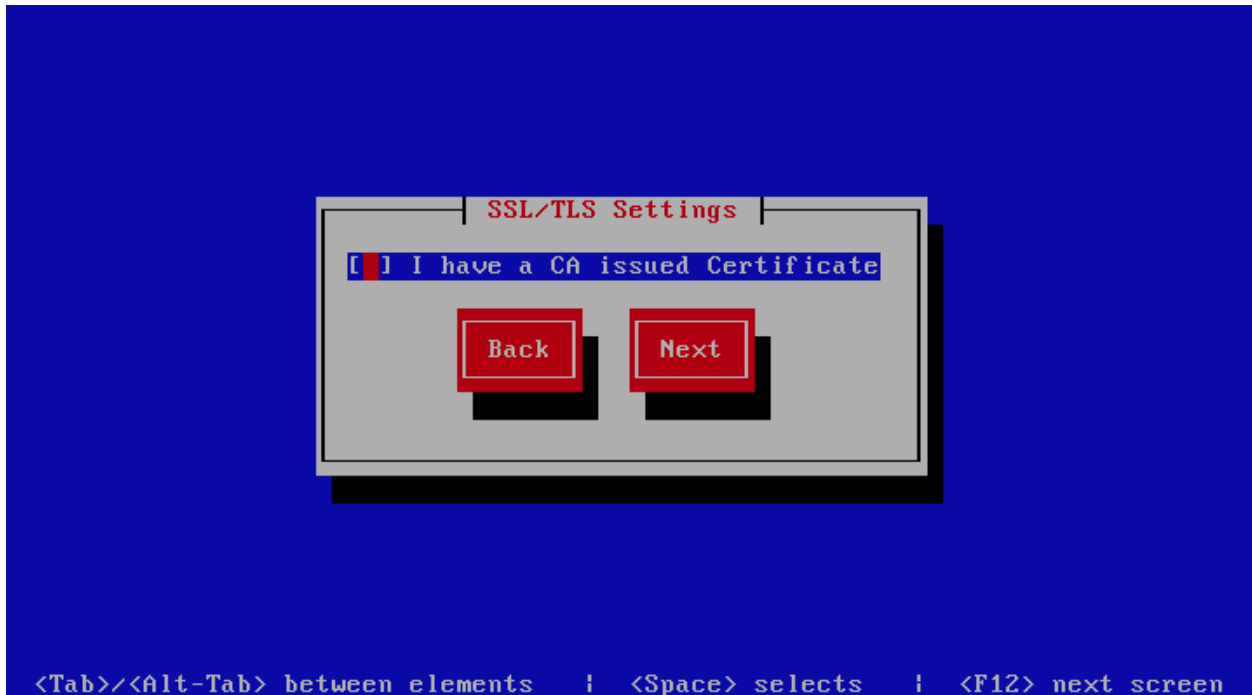 SSL/TLS Settings
[ ] I have a CA issued Certificate
Back Next
<Tab>/<Alt-Tab> between elements | <Space> selects | <F12> next screen